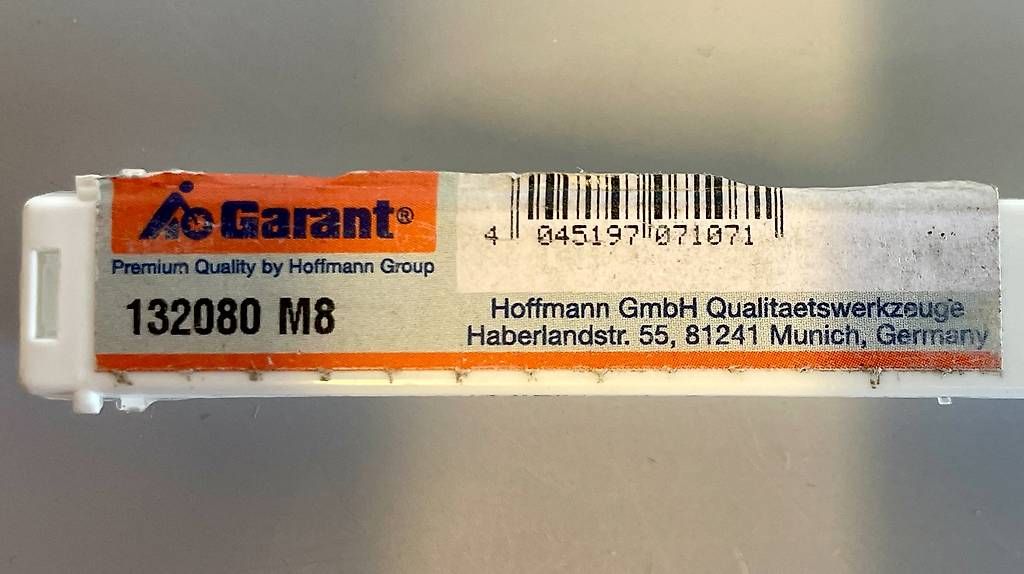 Garant®
Premium Quality by Hoffmann Group
132080 M8
4 045197 071071
Hoffmann GmbH Qualitaetswerkzeuge
Haberlandstr. 55, 81241 Munich, Germany